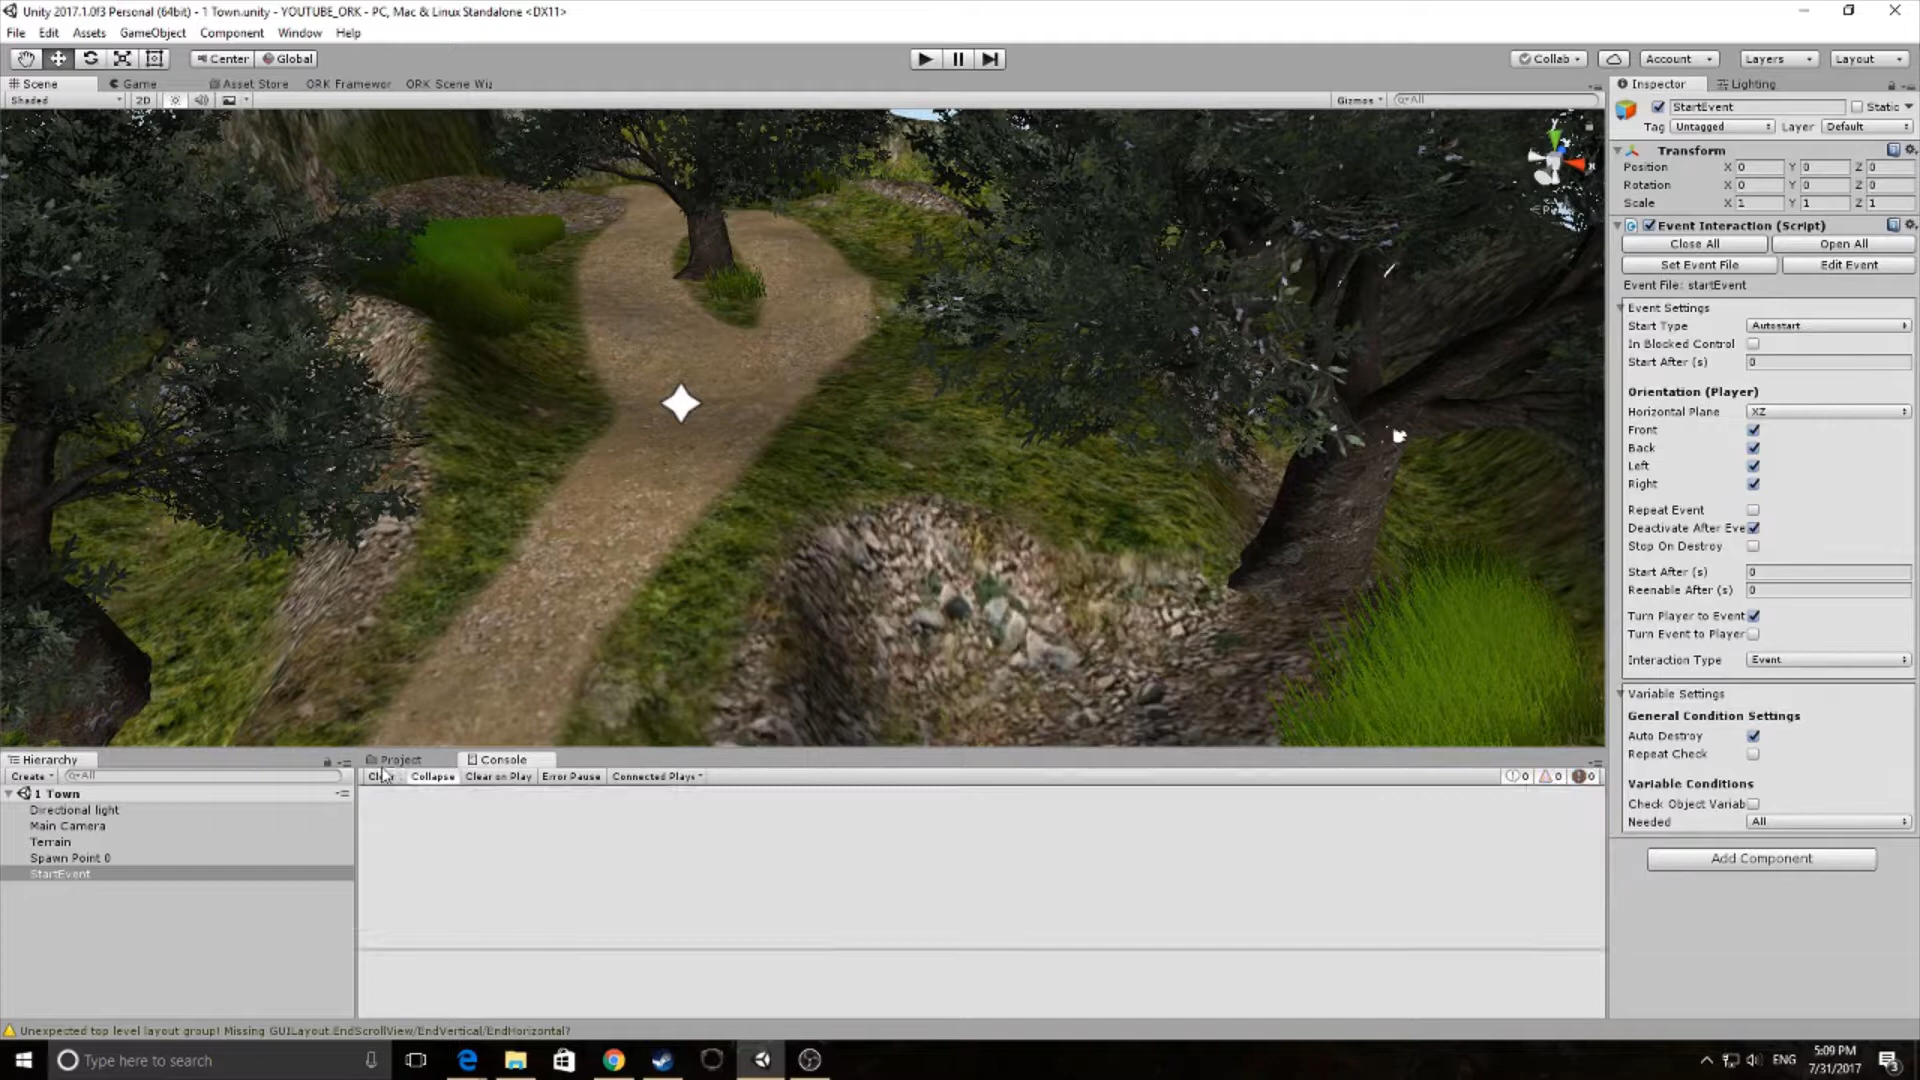 Unity 2017.1.0f3 Personal (64bit) - 1 Town.unity - YOUTUBE_ORK - PC, Mac & Linux Standalone <DX11>
File Edit Assets GameObject Component Window Help
Center Global Collab Account Layers Layout
Scene Game Asset Store ORK Framewor ORK Scene Wiz Inspector Lighting
Shaded 2D Gizmos All
StartEvent Static
Tag Untagged Layer Default
Transform
Position X 0 Y 0 Z 0
Rotation X 0 Y 0 Z 0
Scale X 1 Y 1 Z 1
Event Interaction (Script)
Close All Open All
Set Event File Edit Event
Event File: startEvent
Event Settings
Start Type Autostart
In Blocked Control
Start After (s) 0
Orientation (Player)
Horizontal Plane XZ
Front
Back
Left
Right
Repeat Event
Deactivate After Eve
Stop On Destroy
Start After (s) 0
Reenable After (s) 0
Turn Player to Event
Turn Event to Player
Interaction Type Event
Variable Settings
General Condition Settings
Auto Destroy
Repeat Check
Variable Conditions
Check Object Variab
Needed All
Add Component
Hierarchy Project Console
Create All Clear Collapse Clear on Play Error Pause Connected Playe 0 0 0
1 Town
Directional light
Main Camera
Terrain
Spawn Point 0
StartEvent
Unexpected top level layout group! Missing GUILayout.EndScrollView/EndVertical/EndHorizontal?
Type here to search
ENG
5:09 PM
7/31/2017
3